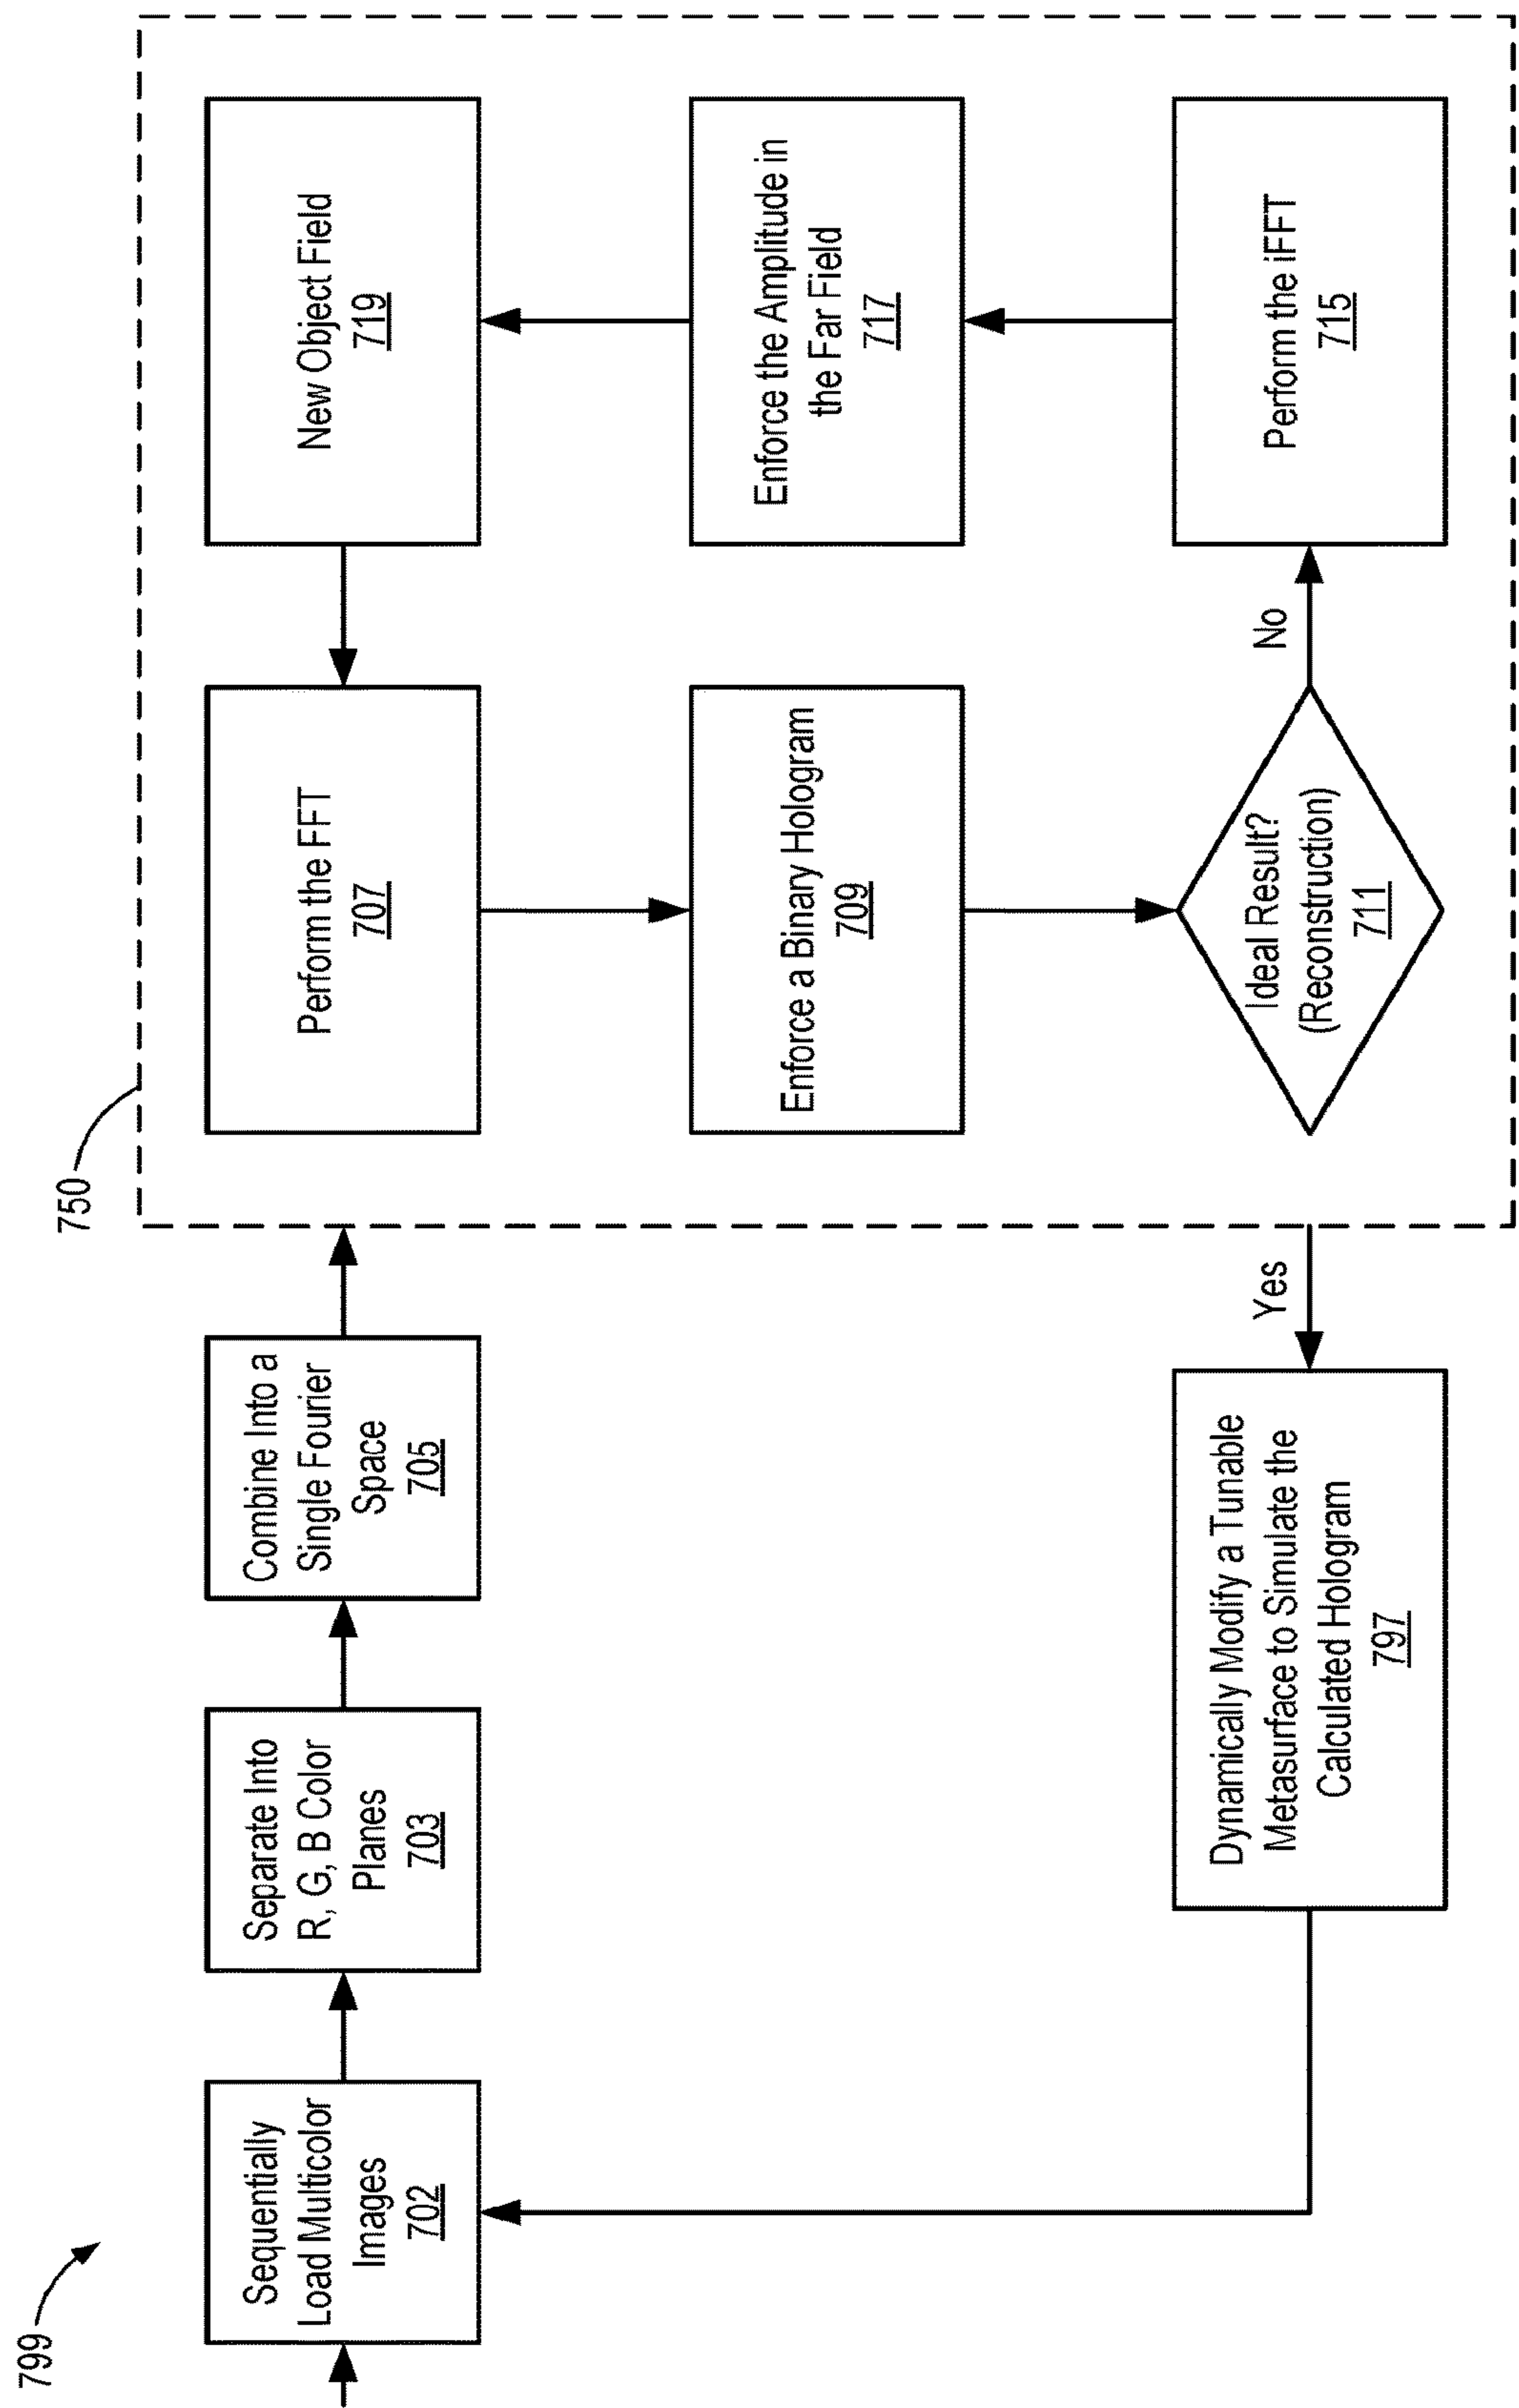 799
Sequentially
Load Multicolor
Images
702
Separate Into
R, G, B Color
Planes
703
Combine Into a
Single Fourier
Space
705
750
Perform the FFT
707
New Object Field
719
Enforce a Binary Hologram
709
Enforce the Amplitude in
the Far Field
717
Ideal Result?
(Reconstruction)
711
No
Perform the iFFT
715
Yes
Dynamically Modify a Tunable
Metasurface to Simulate the
Calculated Hologram
797